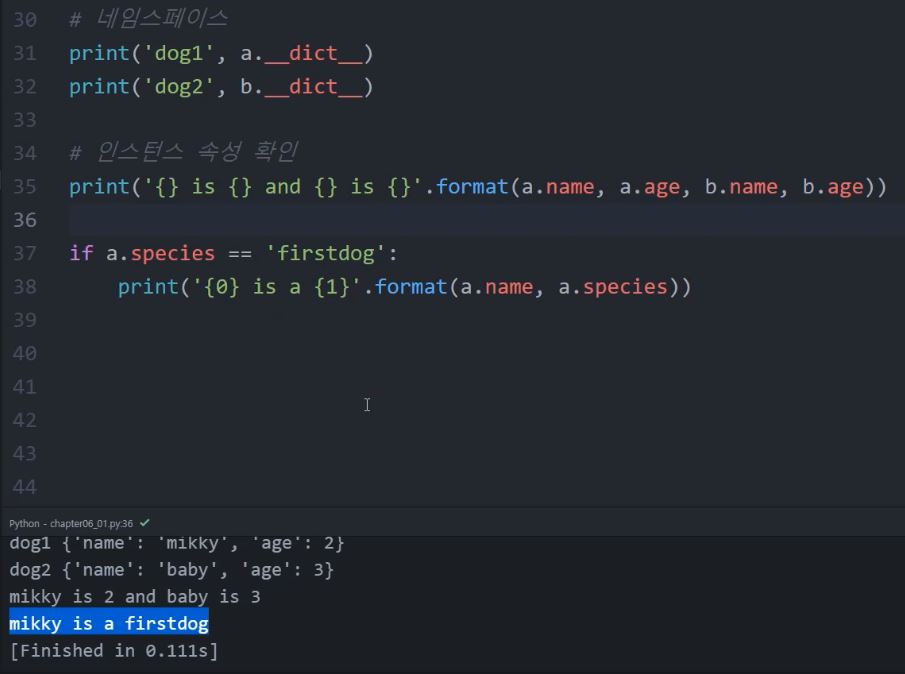 30 # 네임스페이스
31 print('dog1', a.__dict__)
32 print('dog2', b.__dict__)
33
34 # 인스턴스 속성 확인
35 print('{} is {} and {} is {}'.format(a.name, a.age, b.name, b.age))
36
37 if a.species == 'firstdog':
38     print('{0} is a {1}'.format(a.name, a.species))
39
40
41
42
43
44
Python - chapter06_01.py:36 ✓
dog1 {'name': 'mikky', 'age': 2}
dog2 {'name': 'baby', 'age': 3}
mikky is 2 and baby is 3
mikky is a firstdog
[Finished in 0.111s]